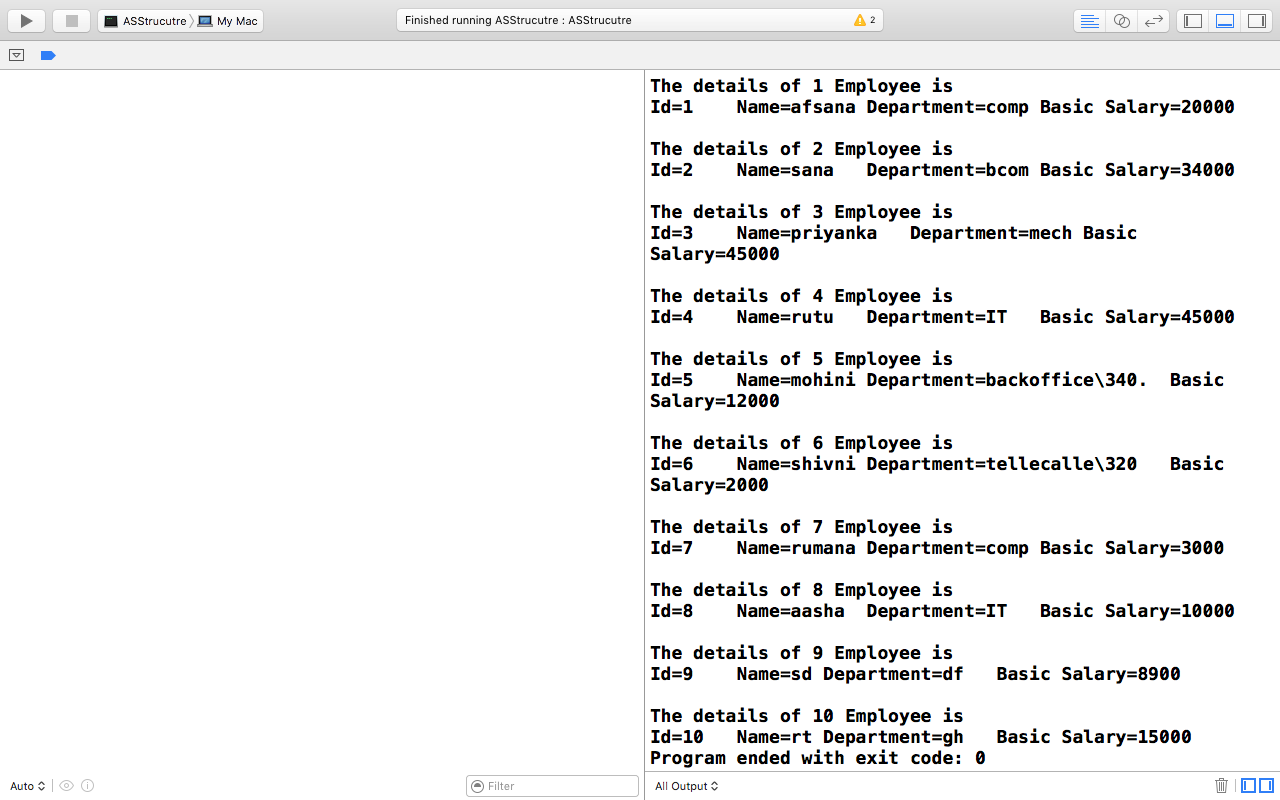 ASStrucutre My Mac
Finished running ASStrucutre : ASStrucutre
2
The details of 1 Employee is
Id=1 Name=afsana Department=comp Basic Salary=20000
The details of 2 Employee is
Id=2 Name=sana Department=bcom Basic Salary=34000
The details of 3 Employee is
Id=3 Name=priyanka Department=mech Basic
Salary=45000
The details of 4 Employee is
Id=4 Name=rutu Department=IT Basic Salary=45000
The details of 5 Employee is
Id=5 Name=mohini Department=backoffice\340. Basic
Salary=12000
The details of 6 Employee is
Id=6 Name=shivni Department=tellecalle\320 Basic
Salary=2000
The details of 7 Employee is
Id=7 Name=rumana Department=comp Basic Salary=3000
The details of 8 Employee is
Id=8 Name=aasha Department=IT Basic Salary=10000
The details of 9 Employee is
Id=9 Name=sd Department=df Basic Salary=8900
The details of 10 Employee is
Id=10 Name=rt Department=gh Basic Salary=15000
Program ended with exit code: 0
Auto
Filter
All Output